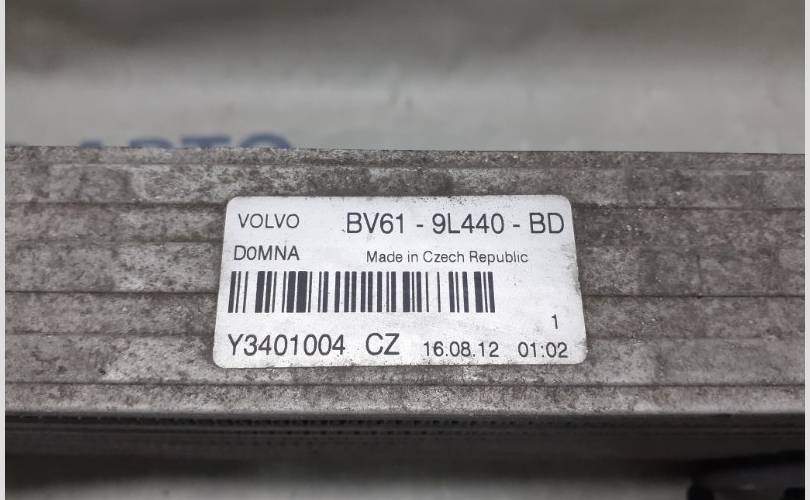 VOLVO BV61 - 9L440 - BD
D0MNA Made in Czech Republic
1
Y3401004 CZ 16.08.12 01:02